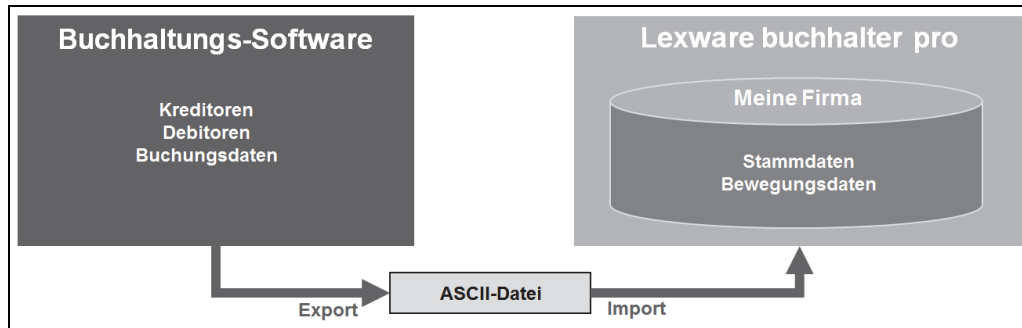 Buchhaltungs-Software
Kreditoren
Debitoren
Buchungsdaten
Lexware buchhalter pro
Meine Firma
Stammdaten
Bewegungsdaten
Export
ASCII-Datei
Import